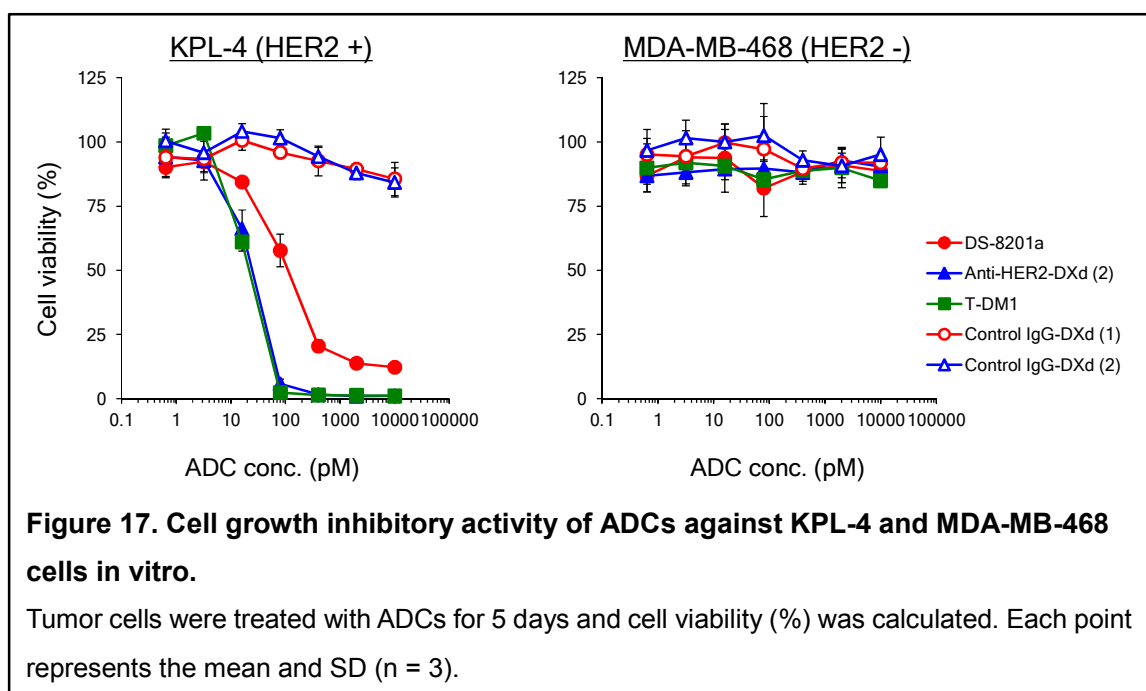 KPL-4 (HER2 +)
125
100
75
50
25
0
Cell viability (%)
0.1 1 10 100 1000 10000 100000
ADC conc. (pM)
MDA-MB-468 (HER2 -)
125
100
75
50
25
0
0.1 1 10 100 1000 10000 100000
ADC conc. (pM)
DS-8201a
Anti-HER2-DXd (2)
T-DM1
Control IgG-DXd (1)
Control IgG-DXd (2)
Figure 17. Cell growth inhibitory activity of ADCs against KPL-4 and MDA-MB-468
cells in vitro.
Tumor cells were treated with ADCs for 5 days and cell viability (%) was calculated. Each point
represents the mean and SD (n = 3).